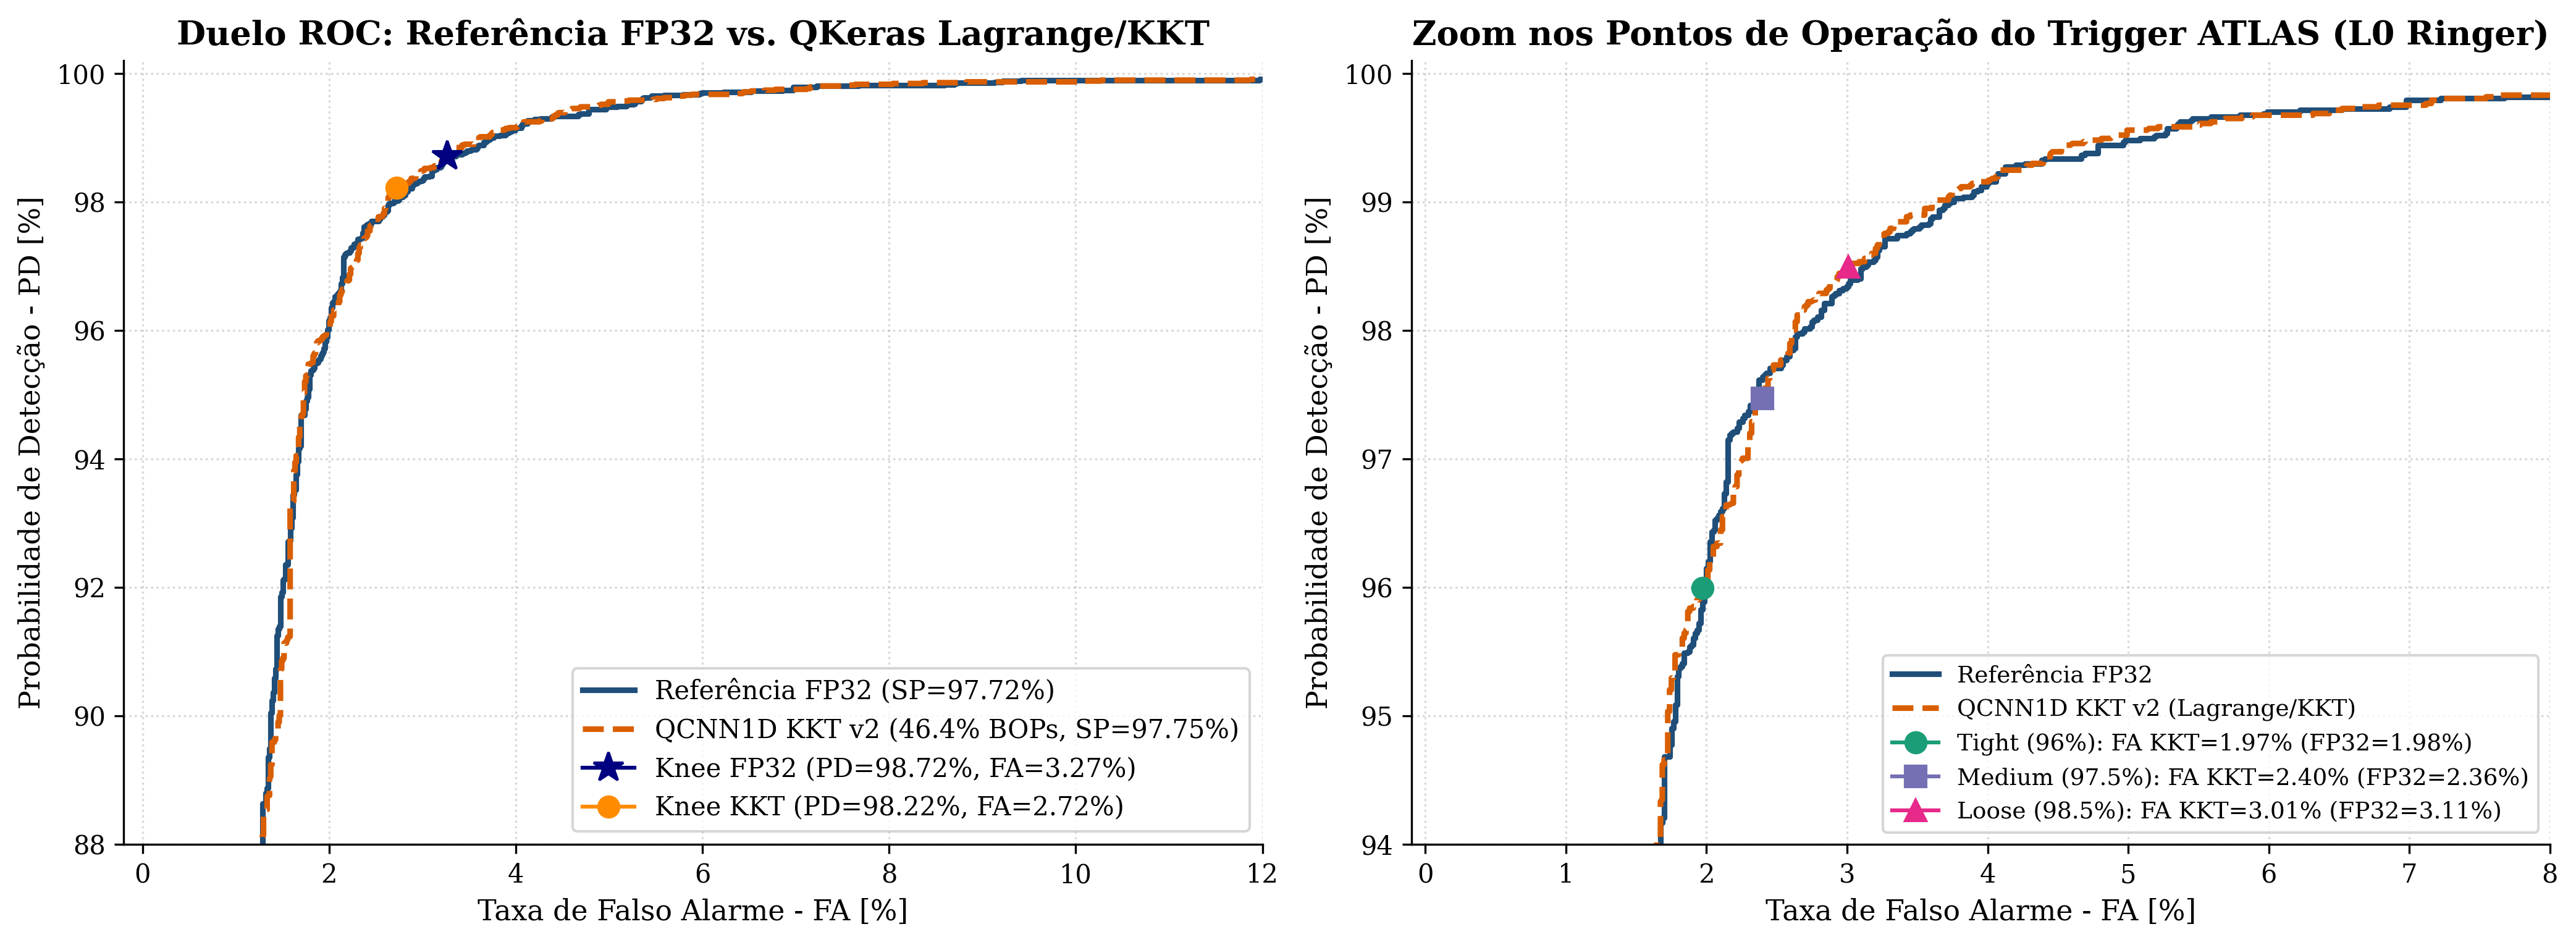 Duelo ROC: Referência FP32 vs. QKeras Lagrange/KKT
100
98
96
94
92
90
88
Probabilidade de Detecção - PD [%]
0
2
4
6
8
10
12
Taxa de Falso Alarme - FA [%]
Referência FP32 (SP=97.72%)
QCNN1D KKT v2 (46.4% BOPs, SP=97.75%)
Knee FP32 (PD=98.72%, FA=3.27%)
Knee KKT (PD=98.22%, FA=2.72%)
Zoom nos Pontos de Operação do Trigger ATLAS (L0 Ringer)
100
99
98
97
96
95
94
Probabilidade de Detecção - PD [%]
0
1
2
3
4
5
6
7
8
Taxa de Falso Alarme - FA [%]
Referência FP32
QCNN1D KKT v2 (Lagrange/KKT)
Tight (96%): FA KKT=1.97% (FP32=1.98%)
Medium (97.5%): FA KKT=2.40% (FP32=2.36%)
Loose (98.5%): FA KKT=3.01% (FP32=3.11%)